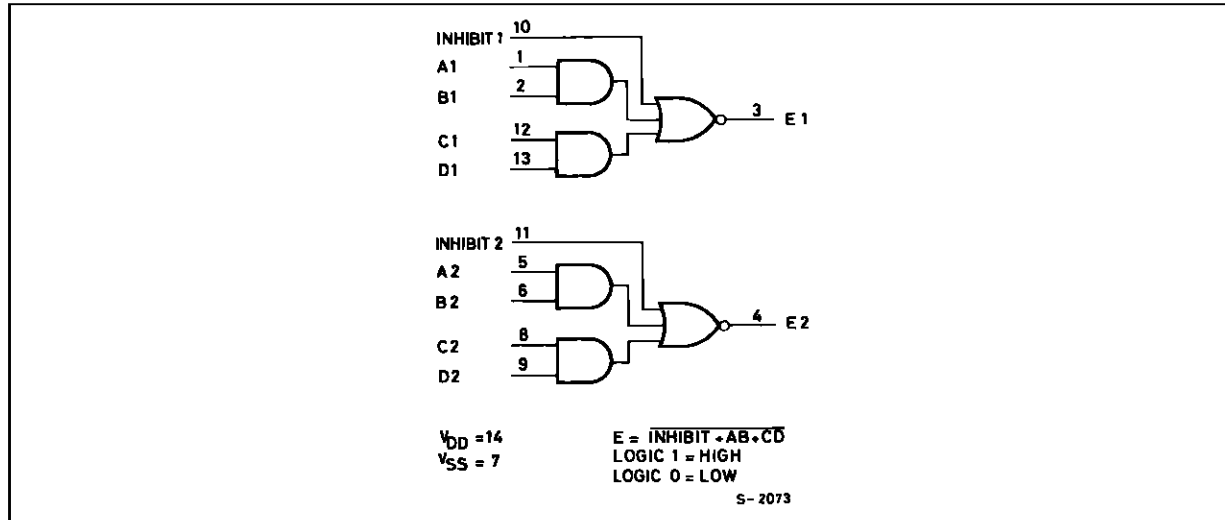 INHIBIT 1 10
A1 1
B1 2
3 E1
C1 12
D1 13
INHIBIT 2 11
A2 5
B2 6
4 E2
C2 8
D2 9
VDD = 14
VSS = 7
E = INHIBIT + AB + CD
LOGIC 1 = HIGH
LOGIC 0 = LOW
S-2073